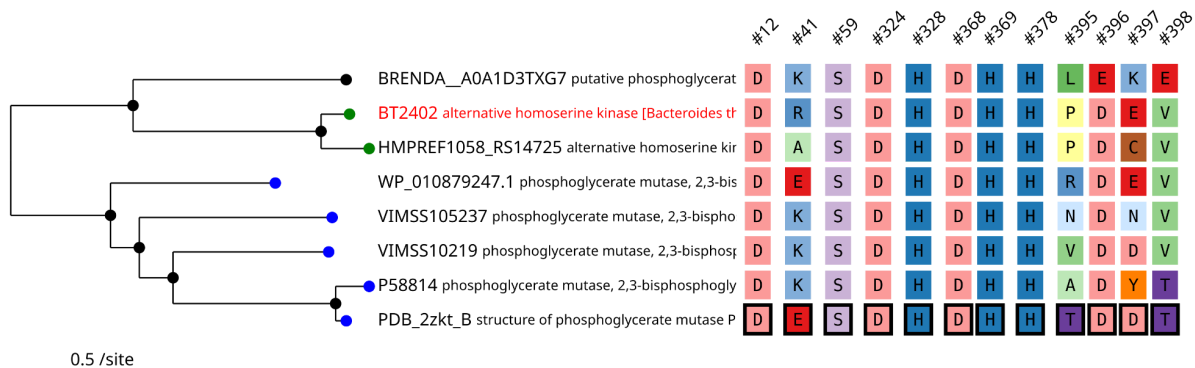 #12 #41 #59 #324 #328 #368 #369 #378 #395 #396 #397 #398
BRENDA__A0A1D3TXG7 putative phosphoglycerat D K S D H D H H L E K E
BT2402 alternative homoserine kinase [Bacteroides th D R S D H D H H P D E V
HMPREF1058_RS14725 alternative homoserine kin D A S D H D H H P D C V
WP_010879247.1 phosphoglycerate mutase, 2,3-bis D E S D H D H H R D E V
VIMSS105237 phosphoglycerate mutase, 2,3-bispho D K S D H D H H N D N V
VIMSS10219 phosphoglycerate mutase, 2,3-bisphosp D K S D H D H H V D D V
P58814 phosphoglycerate mutase, 2,3-bisphosphogly D K S D H D H H A D Y T
PDB_2zkt_B structure of phosphoglycerate mutase P D E S D H D H H T D D T
0.5 /site